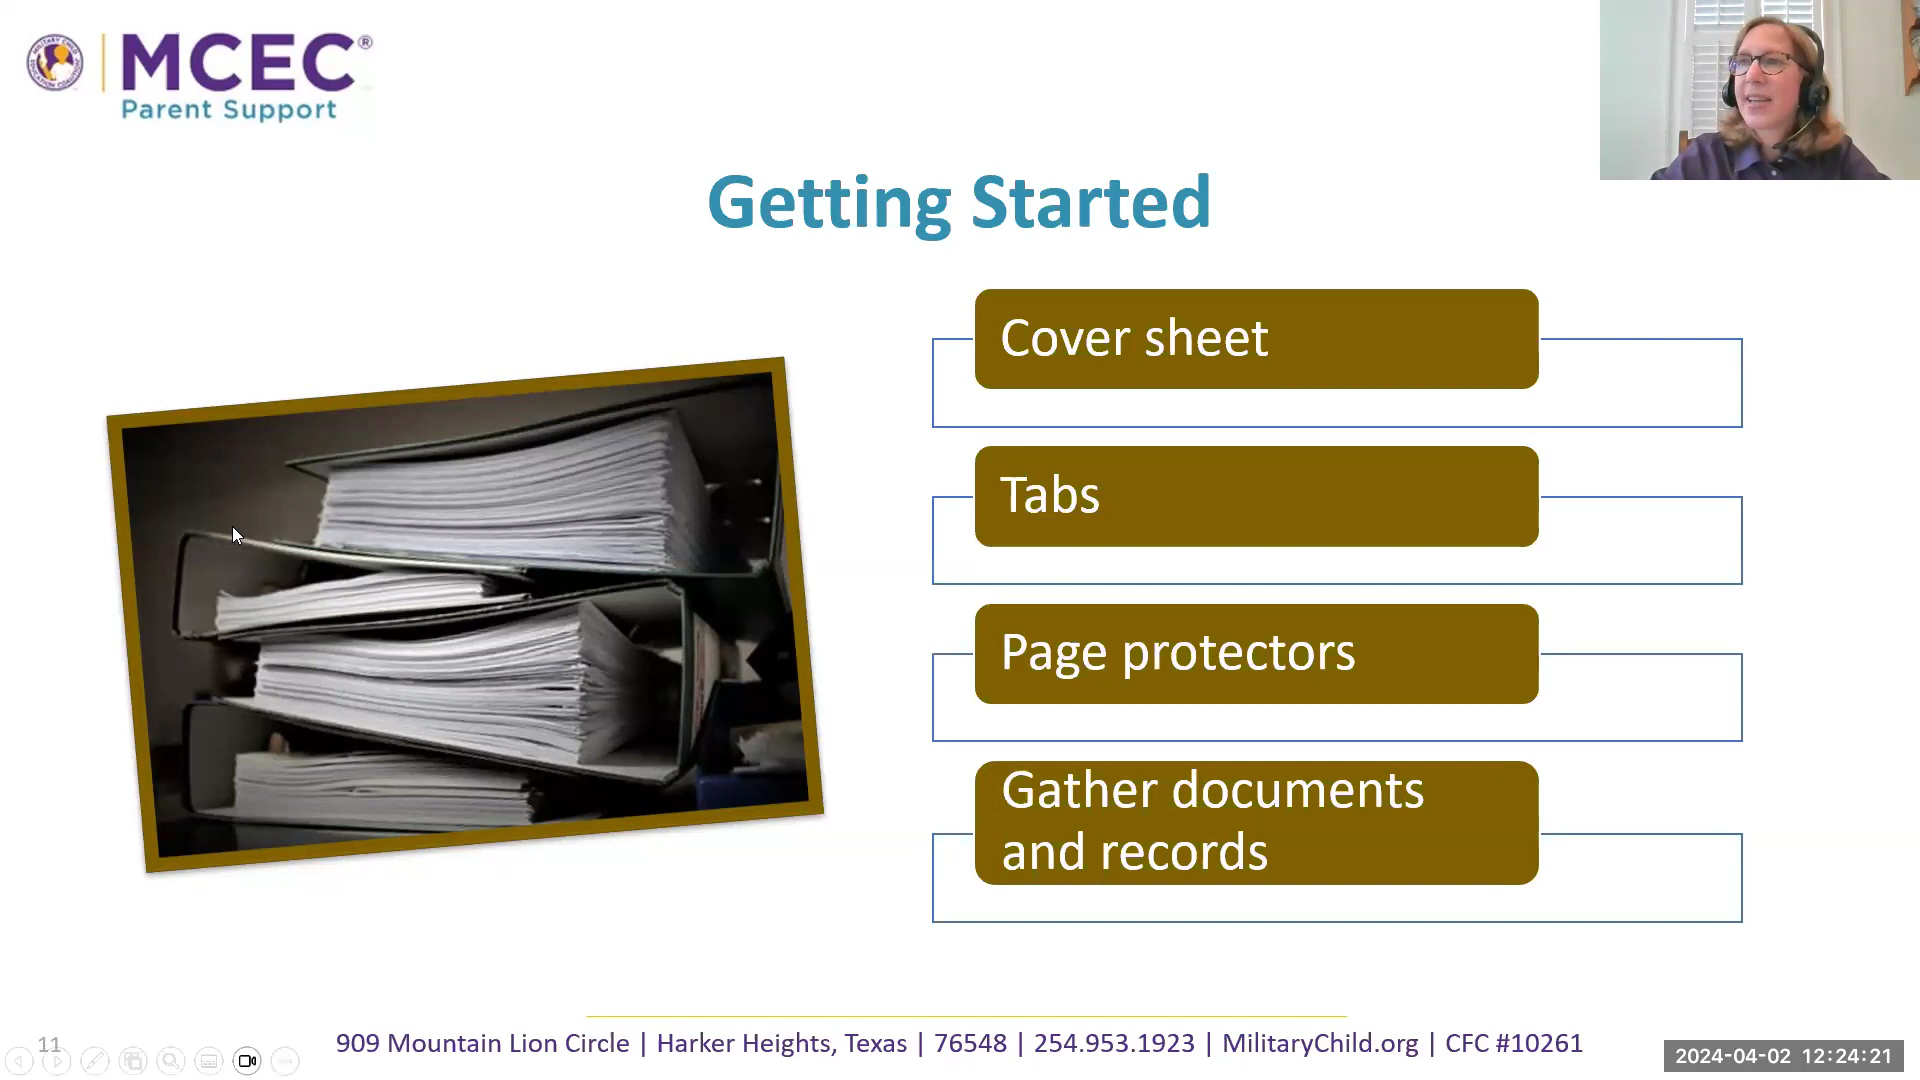 MCEC®
Parent Support
Getting Started
Cover sheet
Tabs
Page protectors
Gather documents
and records
11
909 Mountain Lion Circle | Harker Heights, Texas | 76548 | 254.953.1923 | MilitaryChild.org | CFC #10261
2024-04-02 12:24:21